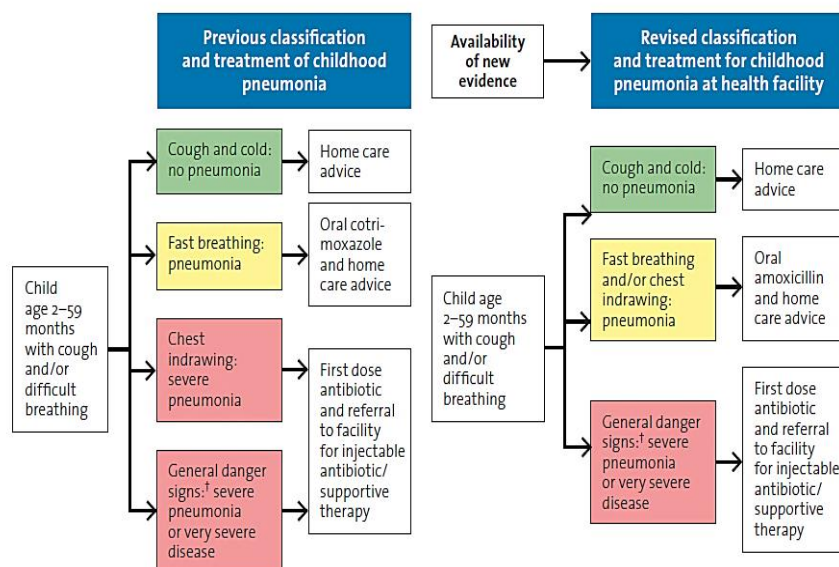 Previous classification
and treatment of childhood
pneumonia
Availability
of new
evidence
Revised classification
and treatment for childhood
pneumonia at health facility
Child
age 2–59
months
with cough
and/or
difficult
breathing
Cough and cold:
no pneumonia
Home care
advice
Fast breathing:
pneumonia
Oral cotri-
moxazole
and home
care advice
Chest
indrawing:
severe
pneumonia
General danger
signs:† severe
pneumonia
or very severe
disease
First dose
antibiotic
and referral
to facility
for injectable
antibiotic/
supportive
therapy
Child age
2–59 months
with cough
and/or
difficult
breathing
Cough and cold:
no pneumonia
Home care
advice
Fast breathing
and/or chest
indrawing:
pneumonia
Oral
amoxicillin
and home
care advice
General danger
signs:† severe
pneumonia
or very severe
disease
First dose
antibiotic
and referral
to facility
for injectable
antibiotic/
supportive
therapy